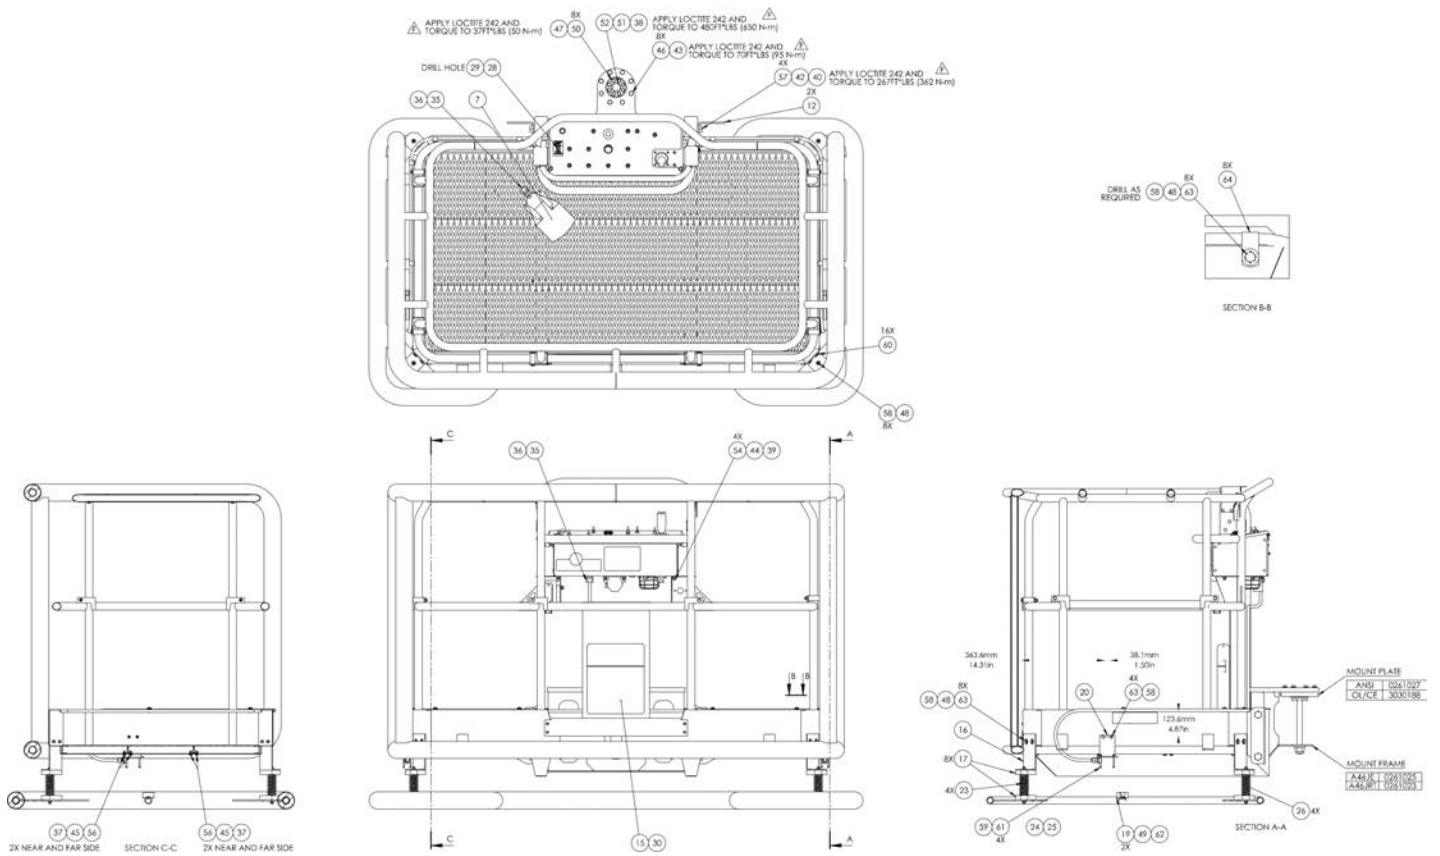 APPLY LOCTITE 242 AND
TORQUE TO 37FT*LBS (50 N-m)
8X
47 50
52 51 38
APPLY LOCTITE 242 AND
TORQUE TO 480FT*LBS (650 N-m)
8X
46 43
APPLY LOCTITE 242 AND
TORQUE TO 70FT*LBS (95 N-m)
4X
57 42 40
APPLY LOCTITE 242 AND
TORQUE TO 267FT*LBS (362 N-m)
2X
12
DRILL HOLE 29 28
36 35
7
16X
60
58 48
8X
8X
64
8X
DRILL AS
REQUIRED
58 48 63
SECTION B-B
C
A
36 35
4X
54 44 39
B B
15 30
C
A
37 45 56
2X NEAR AND FAR SIDE
SECTION C-C
56 45 37
2X NEAR AND FAR SIDE
363.6mm
14.31in
38.1mm
1.50in
8X
58 48 63
4X
20
63 58
123.6mm
4.87in
16
8X 17
4X 23
59 61
4X
24 25
19 49 62
2X
26 4X
SECTION A-A
MOUNT PLATE
ANSI 0261027
OL/CE 3030188
MOUNT FRAME
A46JE 0261025
A46JRT 0261023